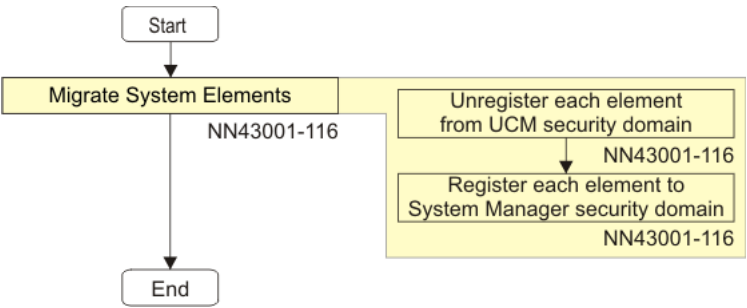 Start
Migrate System Elements
NN43001-116
Unregister each element
from UCM security domain
NN43001-116
Register each element to
System Manager security domain
NN43001-116
End